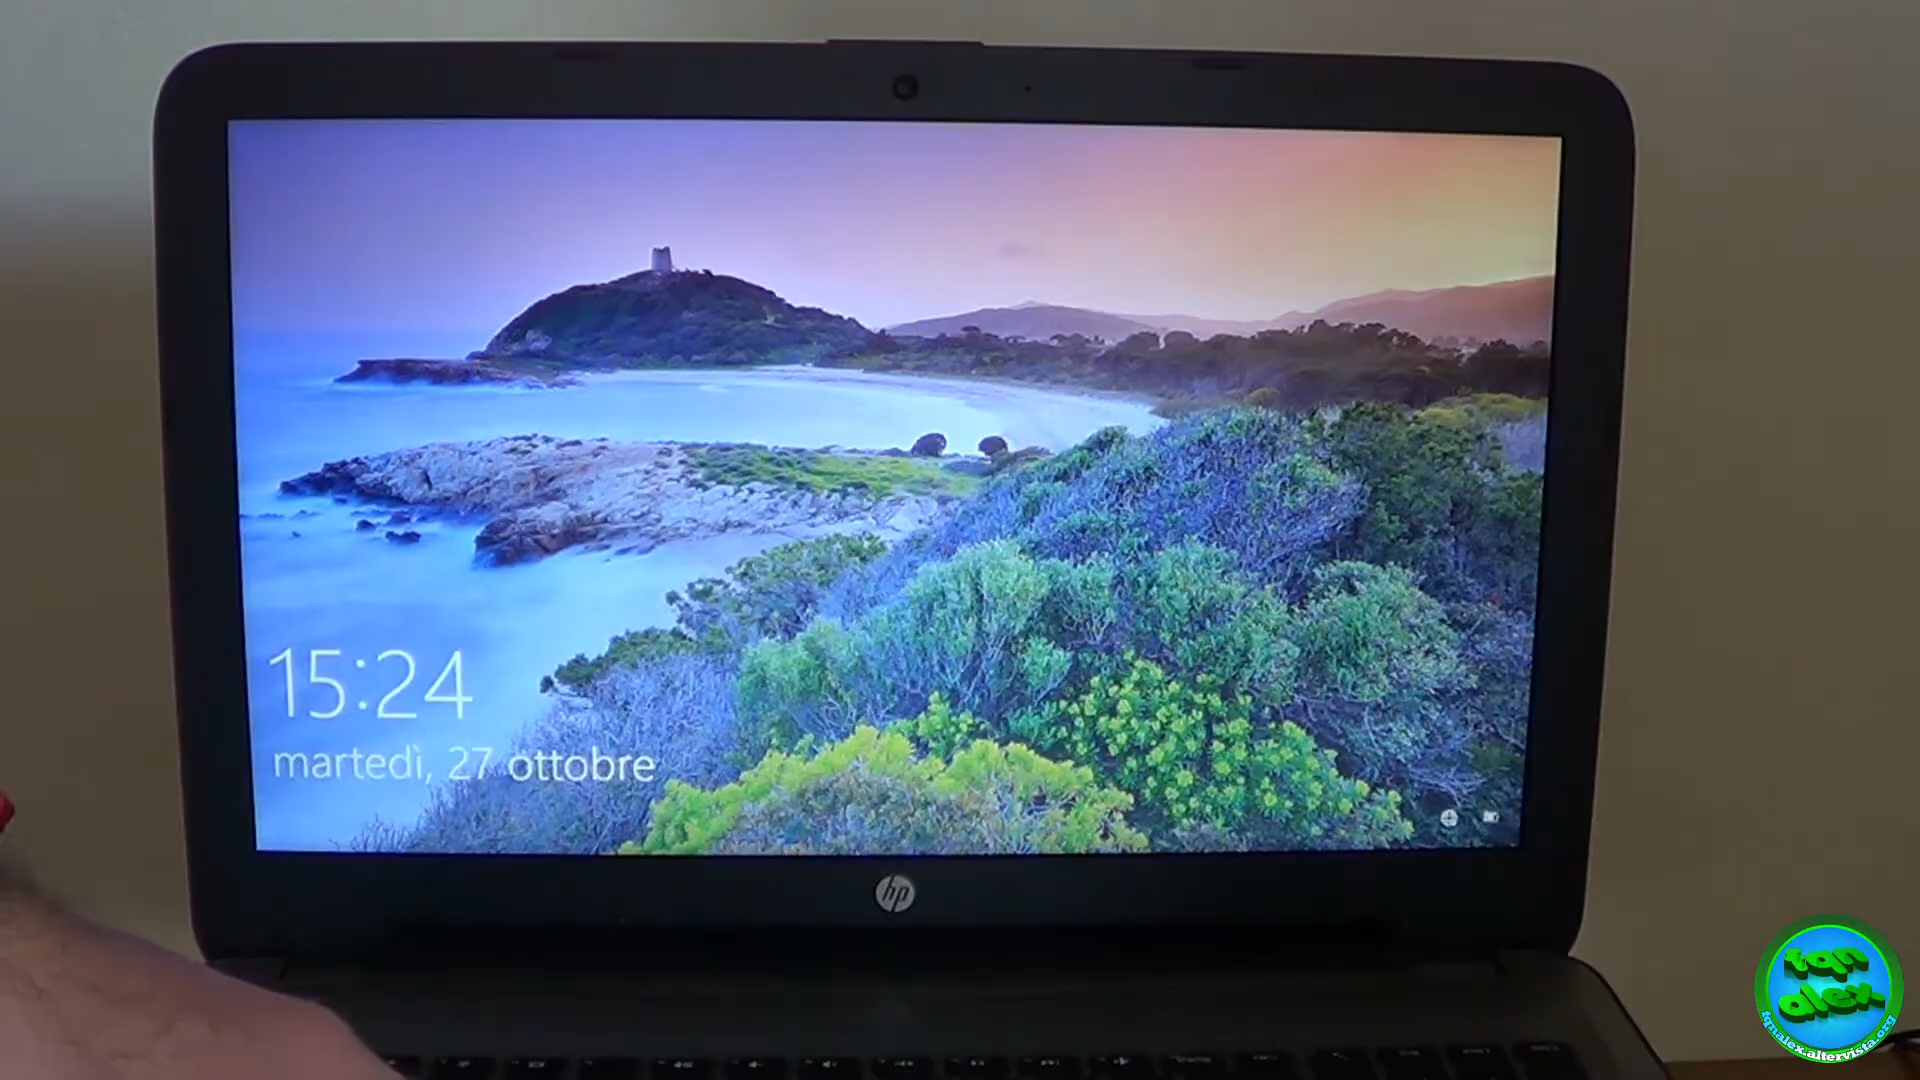 15:24
martedì, 27 ottobre
hp
fqn
alex
fqnalex.altervista.org